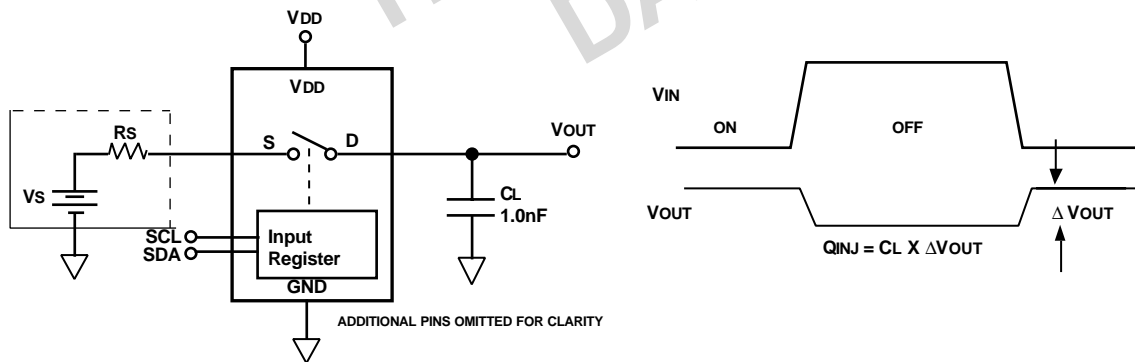 VDD
VDD
RS
S
D
VOUT
VS
CL
1.0nF
SCL
SDA
Input
Register
GND
ADDITIONAL PINS OMITTED FOR CLARITY
VIN
ON
OFF
VOUT
Δ VOUT
QINJ = CL X ΔVOUT
DA